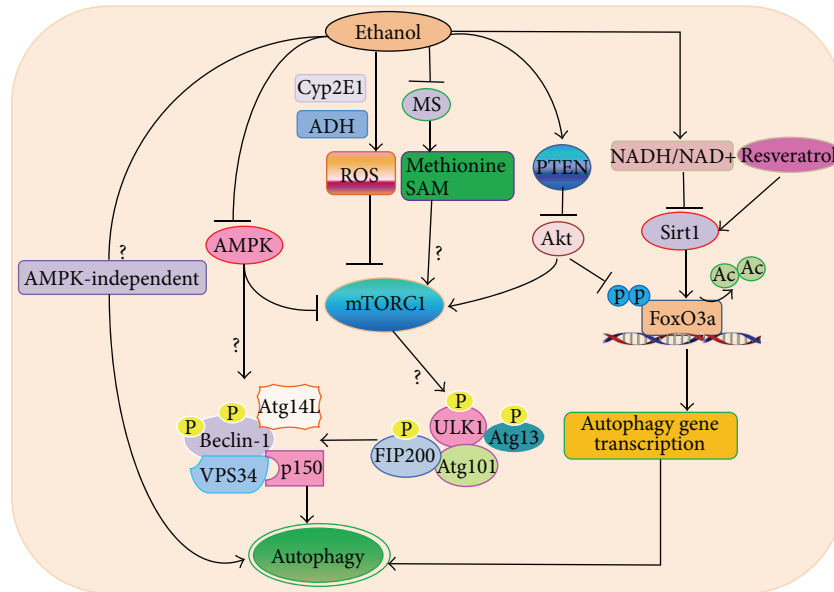 Ethanol
Cyp2E1
MS
ADH
PTEN
NADH/NAD+
Resveratrol
ROS
Methionine
SAM
AMPK
Akt
Sirt1
?
?
AMPK-independent
Ac
Ac
mTORC1
P
P
FoxO3a
?
?
P
P
Atg14L
P
P
P
Beclin-1
ULK1
Atg13
FIP200
VPS34
p150
Atg101
Autophagy gene
transcription
Autophagy